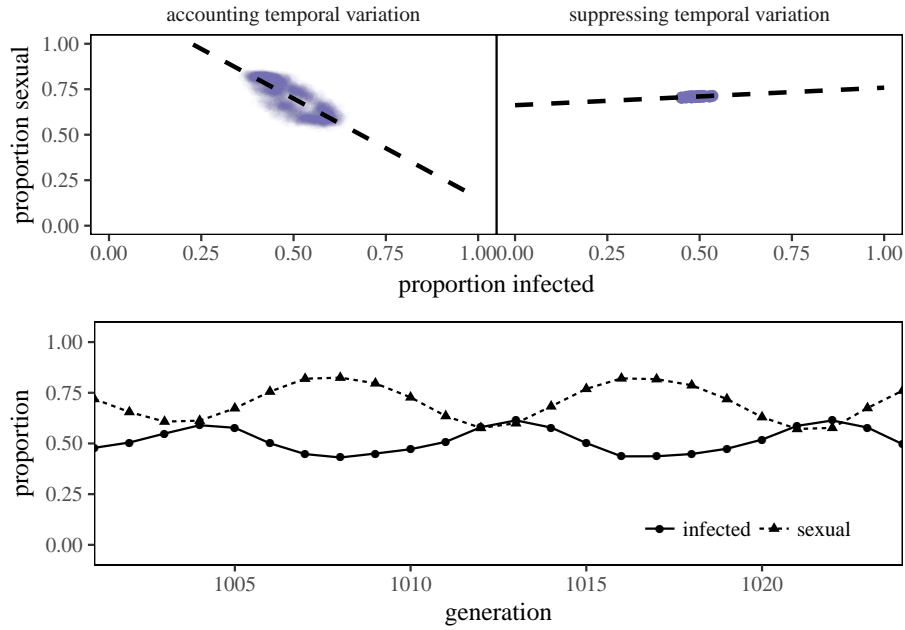 accounting temporal variation
suppressing temporal variation
proportion sexual
1.00
0.75
0.50
0.25
0.00
0.00 0.25 0.50 0.75 1.00
0.00 0.25 0.50 0.75 1.00
proportion infected
proportion
1.00
0.75
0.50
0.25
0.00
infected sexual
1005 1010 1015 1020
generation